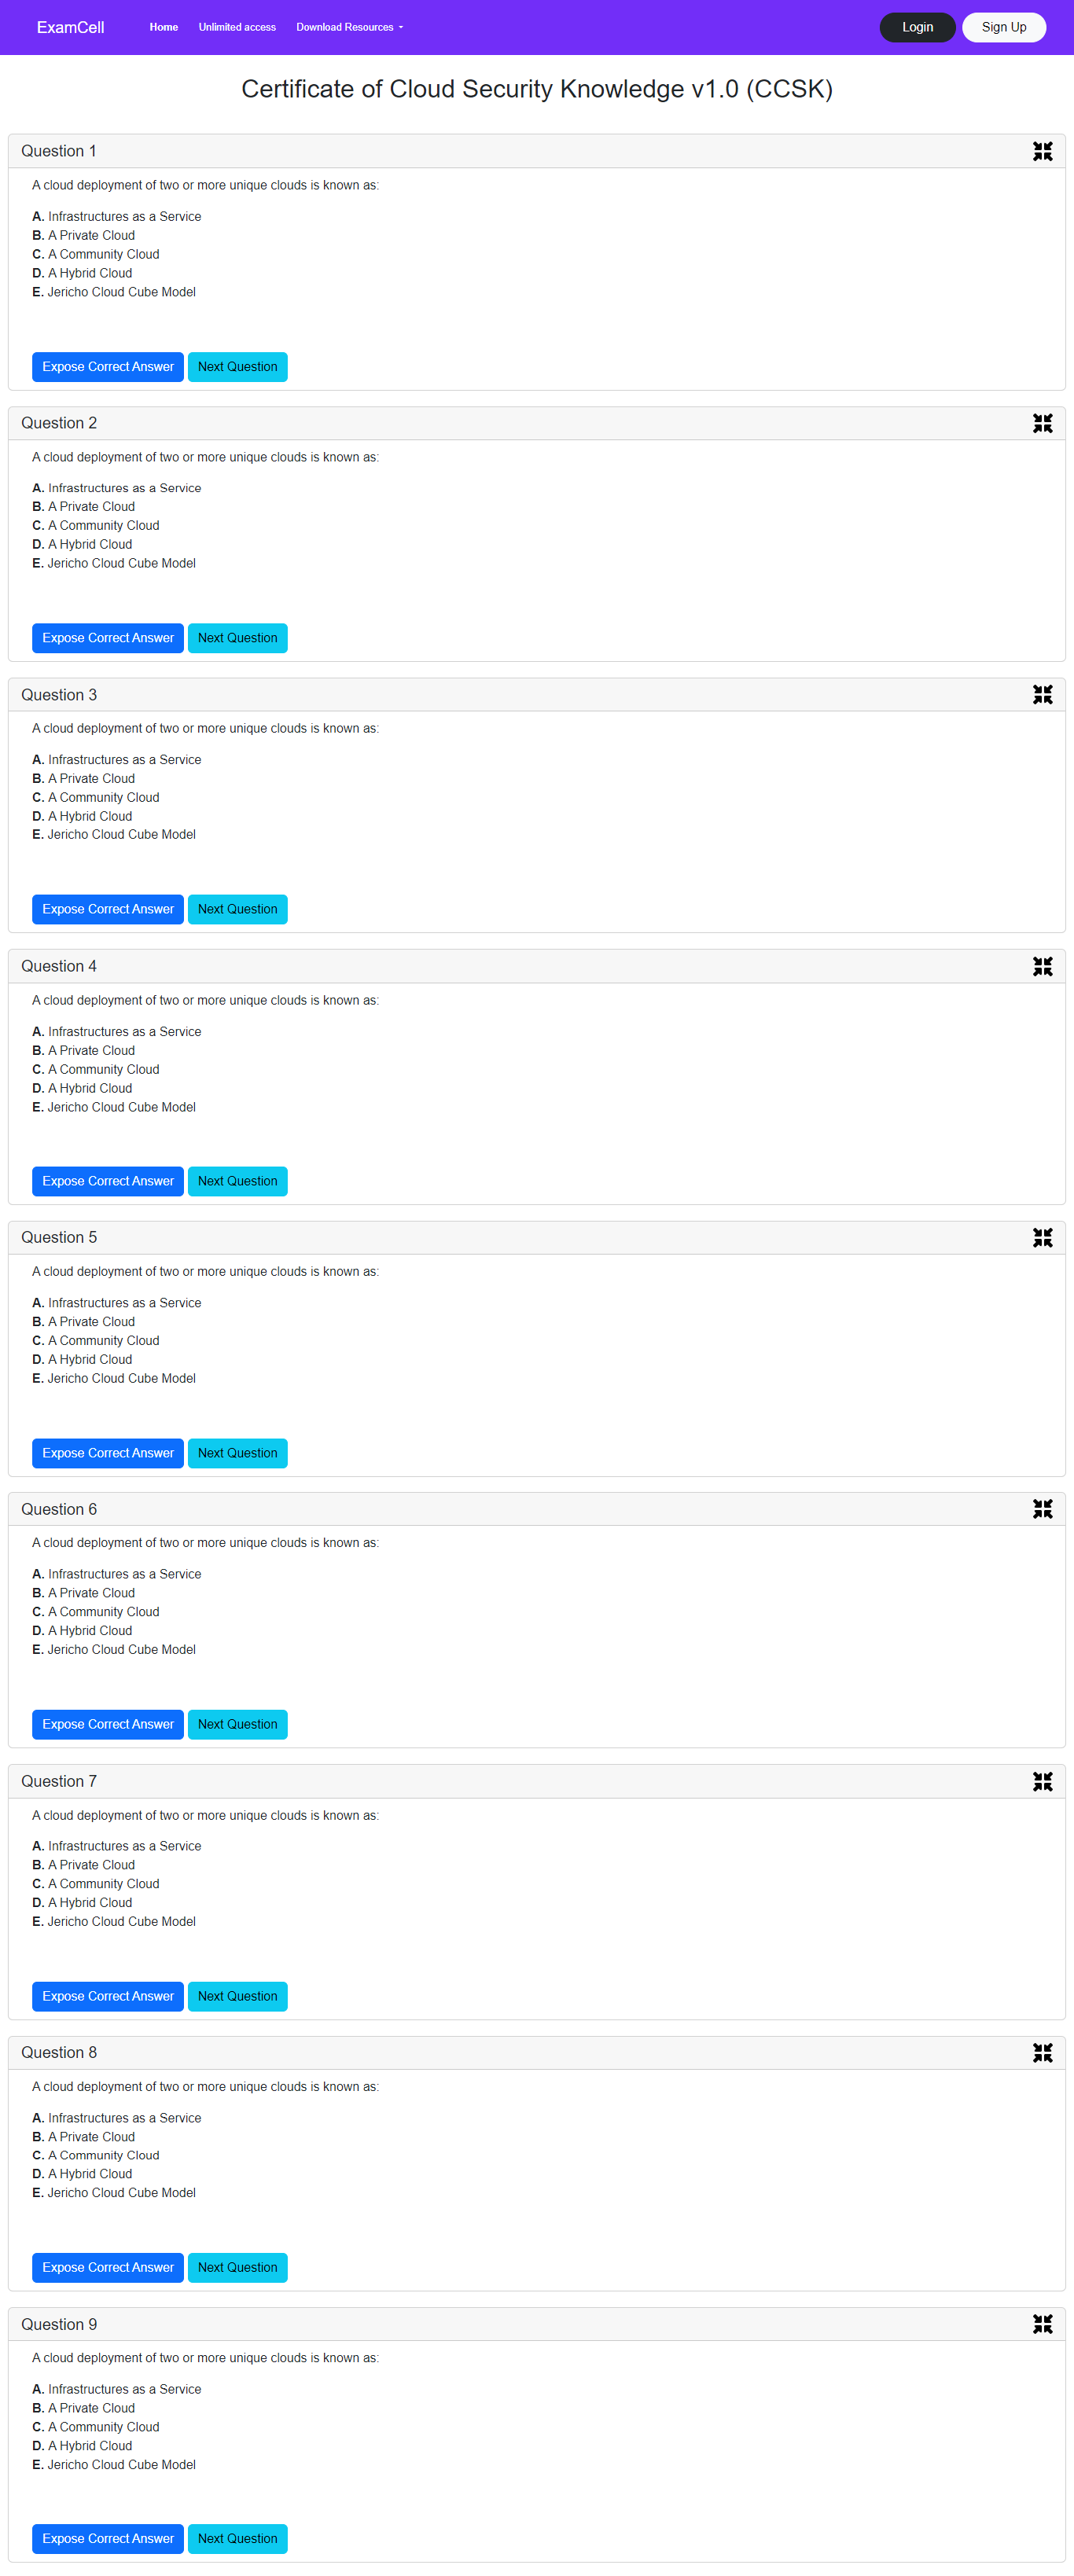 ExamCell Home Unlimited access Download Resources Login Sign Up
Certificate of Cloud Security Knowledge v1.0 (CCSK)
Question 1
A cloud deployment of two or more unique clouds is known as:
A. Infrastructures as a Service
B. A Private Cloud
C. A Community Cloud
D. A Hybrid Cloud
E. Jericho Cloud Cube Model
Expose Correct Answer Next Question
Question 2
A cloud deployment of two or more unique clouds is known as:
A. Infrastructures as a Service
B. A Private Cloud
C. A Community Cloud
D. A Hybrid Cloud
E. Jericho Cloud Cube Model
Expose Correct Answer Next Question
Question 3
A cloud deployment of two or more unique clouds is known as:
A. Infrastructures as a Service
B. A Private Cloud
C. A Community Cloud
D. A Hybrid Cloud
E. Jericho Cloud Cube Model
Expose Correct Answer Next Question
Question 4
A cloud deployment of two or more unique clouds is known as:
A. Infrastructures as a Service
B. A Private Cloud
C. A Community Cloud
D. A Hybrid Cloud
E. Jericho Cloud Cube Model
Expose Correct Answer Next Question
Question 5
A cloud deployment of two or more unique clouds is known as:
A. Infrastructures as a Service
B. A Private Cloud
C. A Community Cloud
D. A Hybrid Cloud
E. Jericho Cloud Cube Model
Expose Correct Answer Next Question
Question 6
A cloud deployment of two or more unique clouds is known as:
A. Infrastructures as a Service
B. A Private Cloud
C. A Community Cloud
D. A Hybrid Cloud
E. Jericho Cloud Cube Model
Expose Correct Answer Next Question
Question 7
A cloud deployment of two or more unique clouds is known as:
A. Infrastructures as a Service
B. A Private Cloud
C. A Community Cloud
D. A Hybrid Cloud
E. Jericho Cloud Cube Model
Expose Correct Answer Next Question
Question 8
A cloud deployment of two or more unique clouds is known as:
A. Infrastructures as a Service
B. A Private Cloud
C. A Community Cloud
D. A Hybrid Cloud
E. Jericho Cloud Cube Model
Expose Correct Answer Next Question
Question 9
A cloud deployment of two or more unique clouds is known as:
A. Infrastructures as a Service
B. A Private Cloud
C. A Community Cloud
D. A Hybrid Cloud
E. Jericho Cloud Cube Model
Expose Correct Answer Next Question